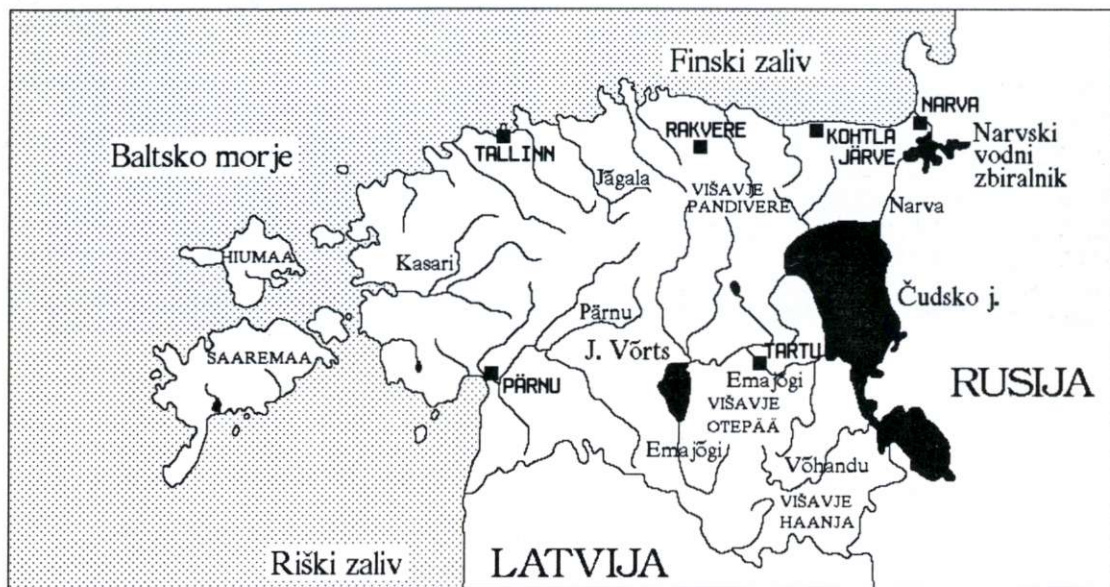 Finski zaliv
NARVA
RAKVERE
KOHTLA
JÄRVE
Narvski
vodni
zbiralnik
Baltsko morje
TALLINN
Jägala
VIŠAVJE
PANDIVERE
Narva
HIUMAA
Kasari
Čudsko j.
Pärnu
SAAREMAA
J. Võrts
TARTU
PÄRNU
Emajõgi
VIŠAVJE
OTEPÄÄ
RUSIJA
Emajõgi
Võhandu
VIŠAVJE
HAANJA
Riški zaliv
LATVIJA